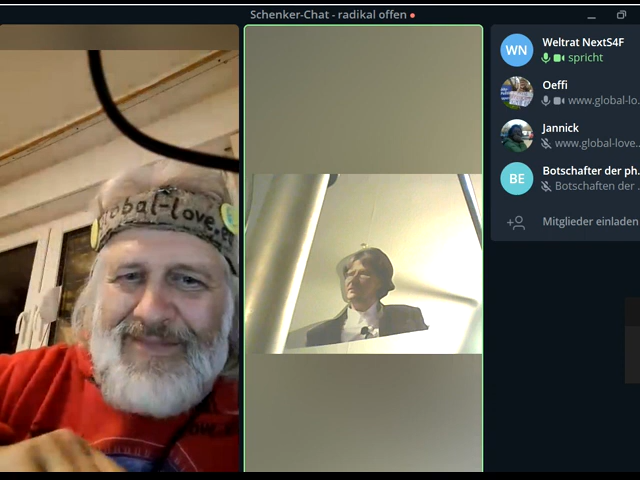 Schenker-Chat - radikal offen
WN
Weltrat NextS4F
spricht
Oeffi
www.global-lo...
Jannick
www.global-love...
BE
Botschafter der ph...
Botschaften der ...
Mitglieder einladen
global-love.e